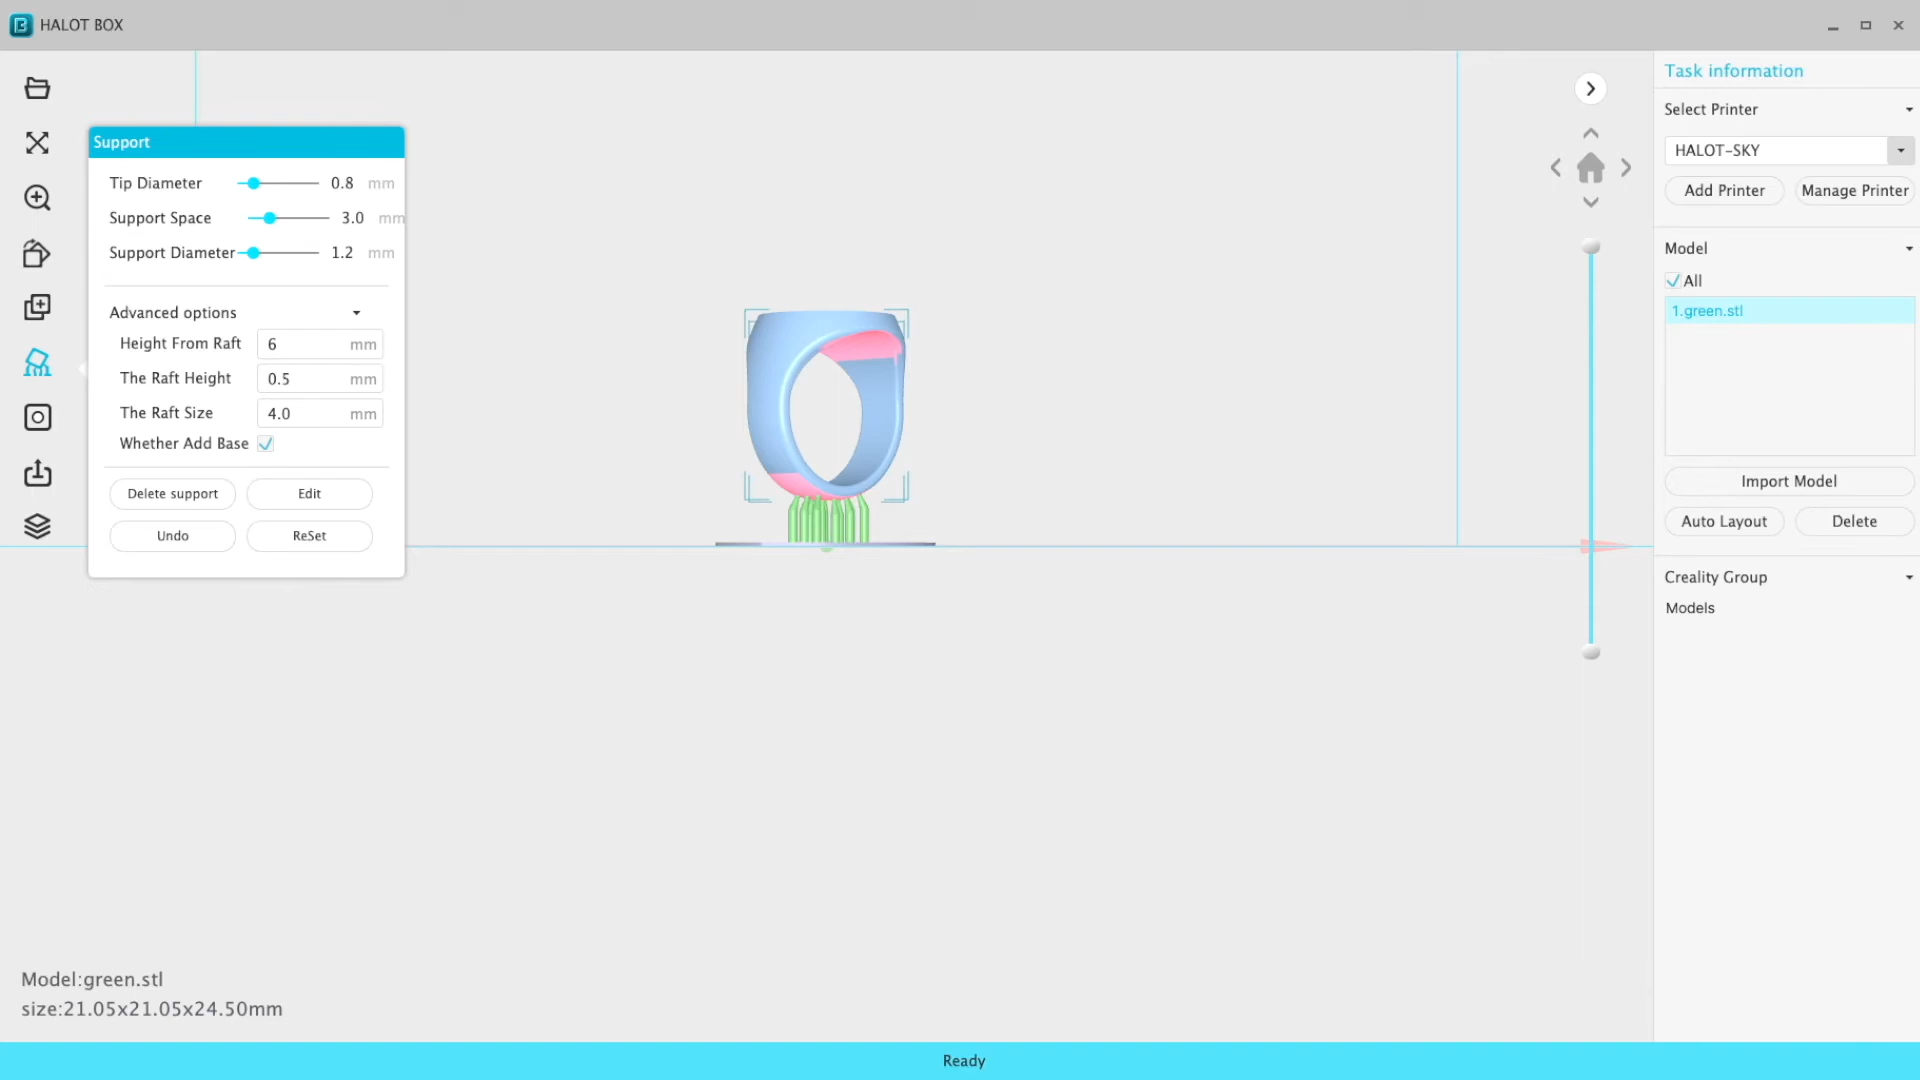 HALOT BOX
Task information
Select Printer
HALOT-SKY
Add Printer Manage Printer
Model
All
1.green.stl
Import Model
Auto Layout Delete
Creality Group
Models
Support
Tip Diameter 0.8 mm
Support Space 3.0 mm
Support Diameter 1.2 mm
Advanced options
Height From Raft 6 mm
The Raft Height 0.5 mm
The Raft Size 4.0 mm
Whether Add Base
Delete support Edit
Undo ReSet
Model:green.stl
size:21.05x21.05x24.50mm
Ready